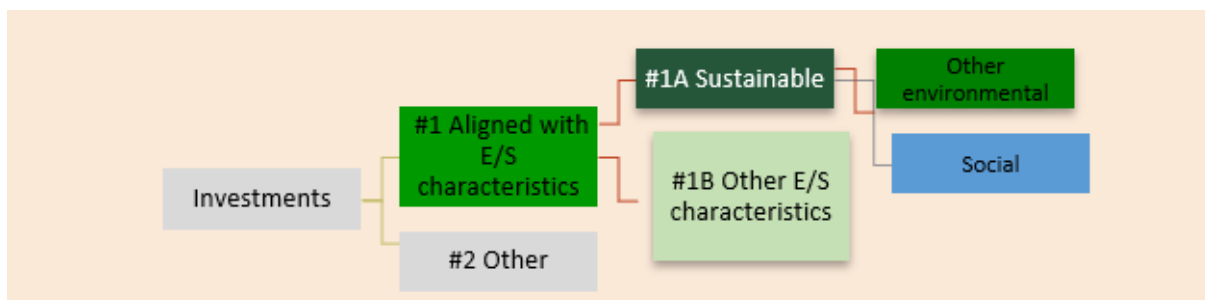 #1A Sustainable
Other
environmental
#1 Aligned with
E/S
characteristics
Social
#1B Other E/S
characteristics
Investments
#2 Other